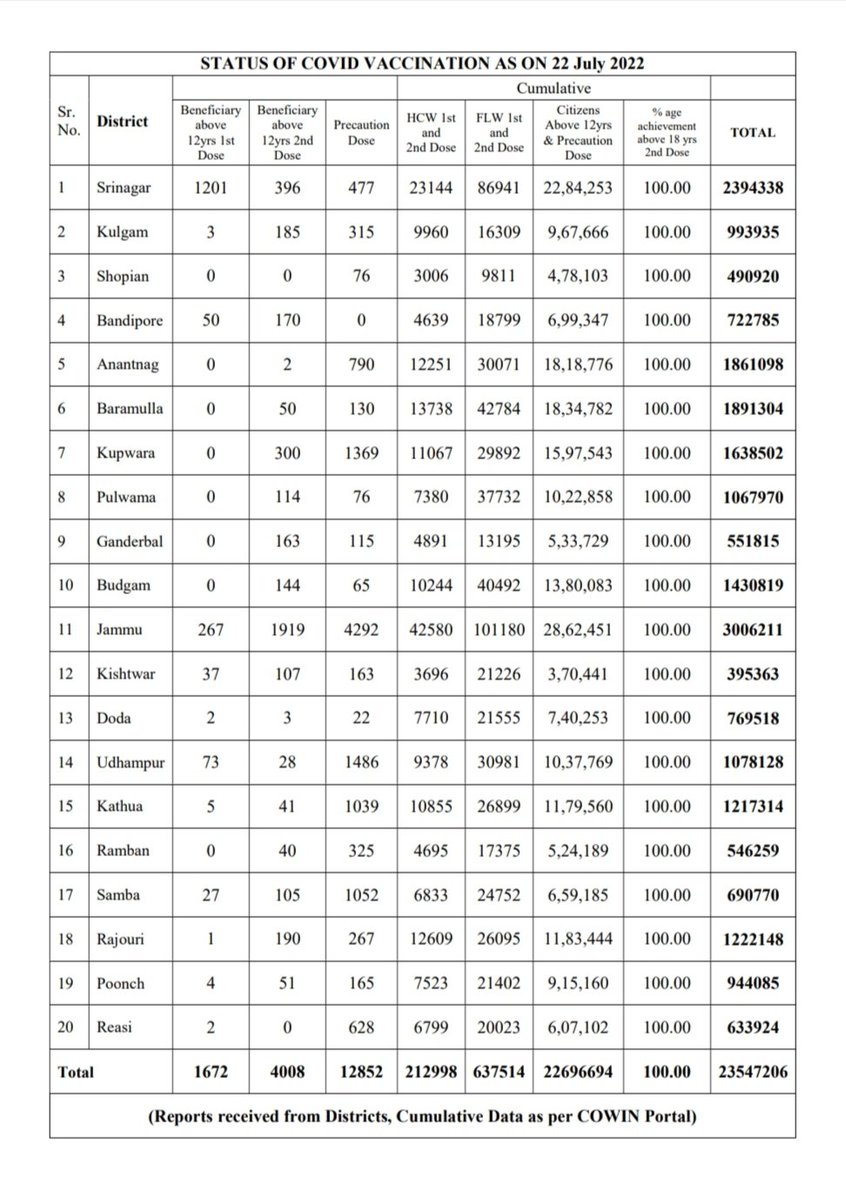 STATUS OF COVID VACCINATION AS ON 22 July 2022
Cumulative
Sr. No. District Beneficiary above 12yrs 1st Dose Beneficiary above 12yrs 2nd Dose Precaution Dose HCW 1st and 2nd Dose FLW 1st and 2nd Dose Citizens Above 12yrs & Precaution Dose % age achievement above 18 yrs 2nd Dose TOTAL
1 Srinagar 1201 396 477 23144 86941 22,84,253 100.00 2394338
2 Kulgam 3 185 315 9960 16309 9,67,666 100.00 993935
3 Shopian 0 0 76 3006 9811 4,78,103 100.00 490920
4 Bandipore 50 170 0 4639 18799 6,99,347 100.00 722785
5 Anantnag 0 2 790 12251 30071 18,18,776 100.00 1861098
6 Baramulla 0 50 130 13738 42784 18,34,782 100.00 1891304
7 Kupwara 0 300 1369 11067 29892 15,97,543 100.00 1638502
8 Pulwama 0 114 76 7380 37732 10,22,858 100.00 1067970
9 Ganderbal 0 163 115 4891 13195 5,33,729 100.00 551815
10 Budgam 0 144 65 10244 40492 13,80,083 100.00 1430819
11 Jammu 267 1919 4292 42580 101180 28,62,451 100.00 3006211
12 Kishtwar 37 107 163 3696 21226 3,70,441 100.00 395363
13 Doda 2 3 22 7710 21555 7,40,253 100.00 769518
14 Udhampur 73 28 1486 9378 30981 10,37,769 100.00 1078128
15 Kathua 5 41 1039 10855 26899 11,79,560 100.00 1217314
16 Ramban 0 40 325 4695 17375 5,24,189 100.00 546259
17 Samba 27 105 1052 6833 24752 6,59,185 100.00 690770
18 Rajouri 1 190 267 12609 26095 11,83,444 100.00 1222148
19 Poonch 4 51 165 7523 21402 9,15,160 100.00 944085
20 Reasi 2 0 628 6799 20023 6,07,102 100.00 633924
Total 1672 4008 12852 212998 637514 22696694 100.00 23547206
(Reports received from Districts, Cumulative Data as per COWIN Portal)